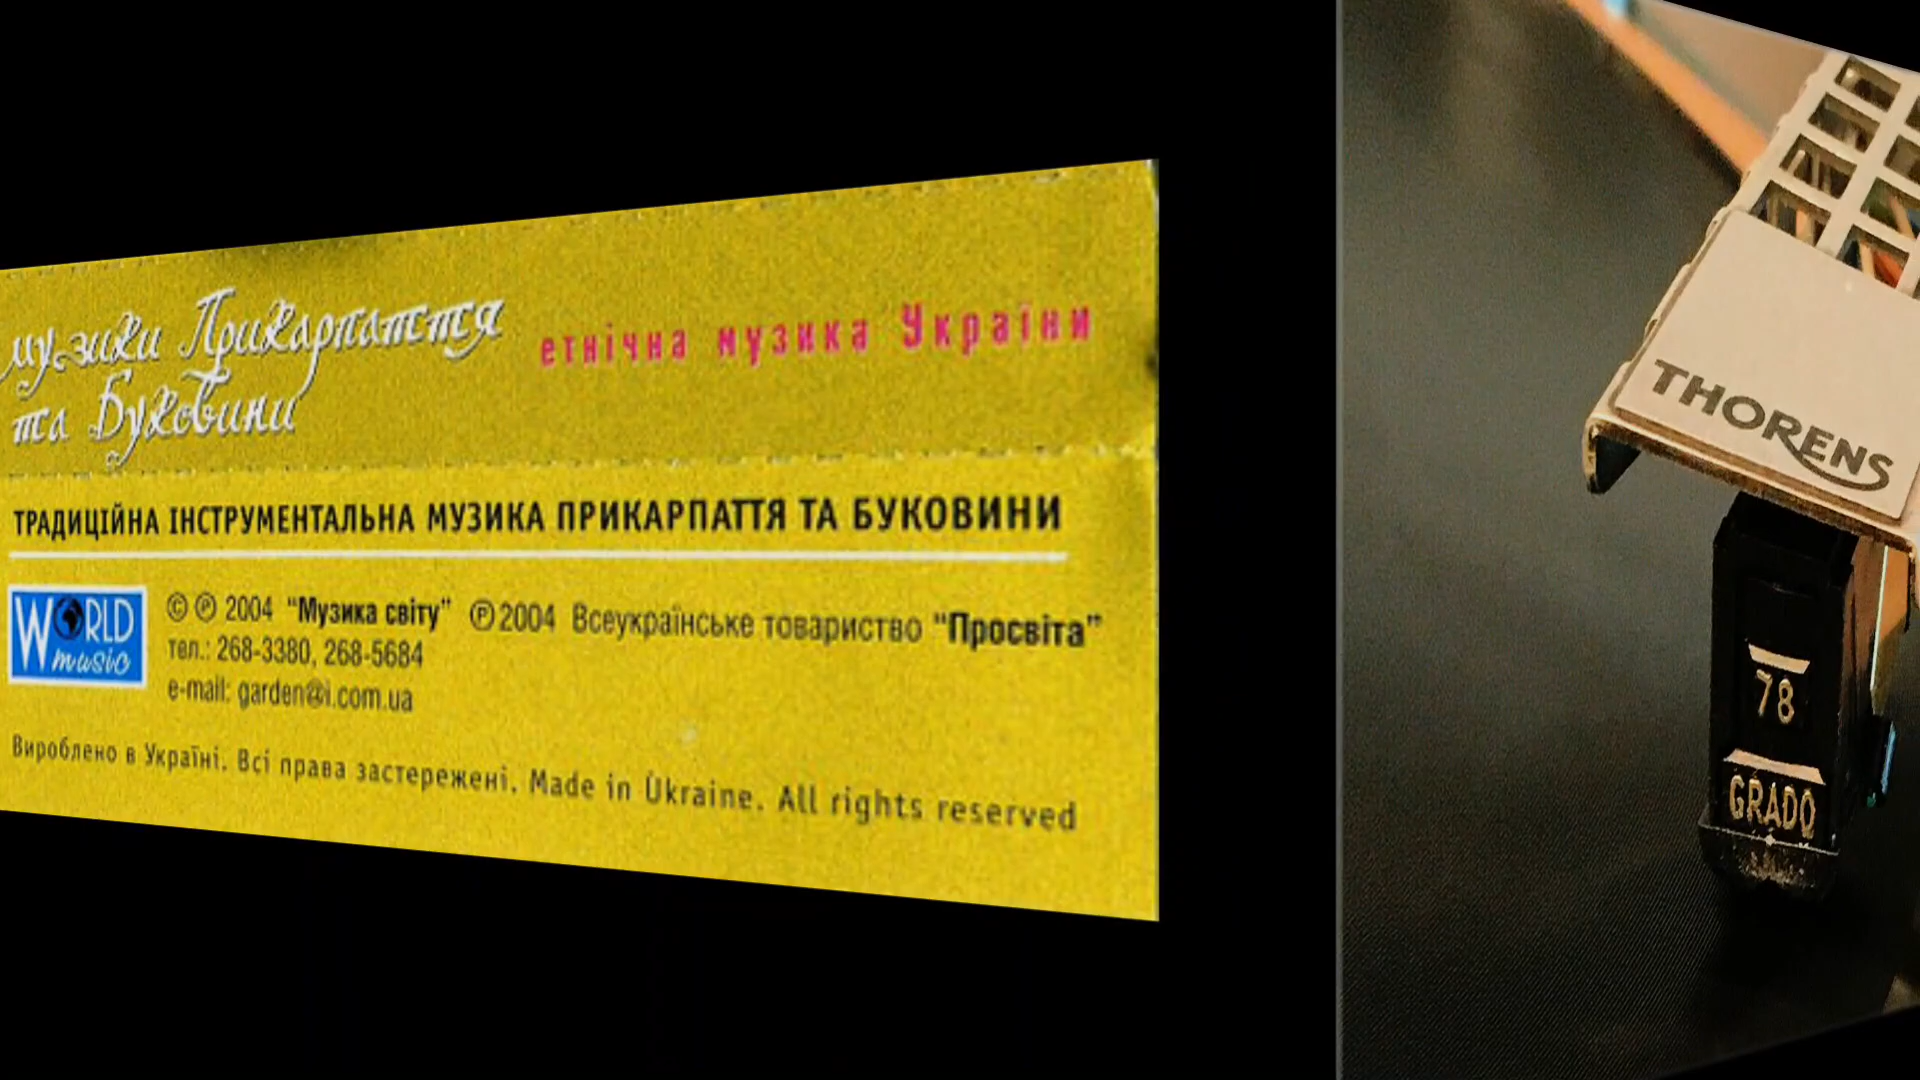 музики Прикарпаття
та Буковини
етнічна музика України
ТРАДИЦІЙНА ІНСТРУМЕНТАЛЬНА МУЗИКА ПРИКАРПАТТЯ ТА БУКОВИНИ
WORLD
music
© ℗ 2004 "Музика світу" ℗ 2004 Всеукраїнське товариство "Просвіта"
тел.: 268-3380, 268-5684
e-mail: garden@i.com.ua
Вироблено в Україні. Всі права застережені. Made in Ukraine. All rights reserved
THORENS
78
GRADO